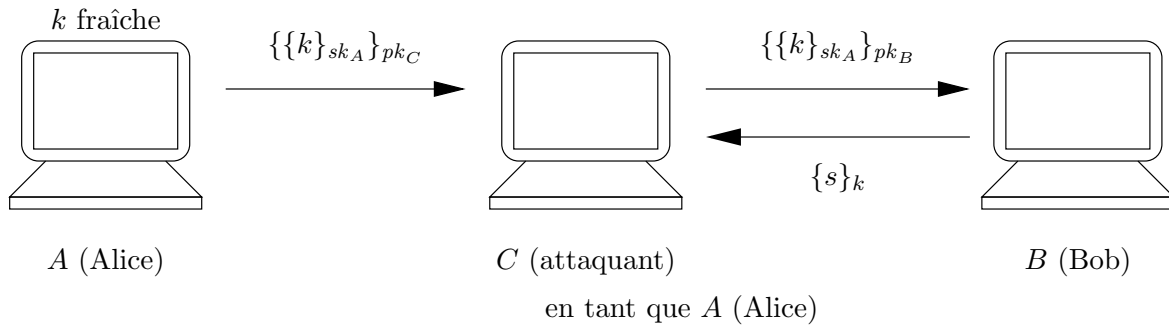 k fraîche
{{k}_{sk_A}}_{pk_C}
{{k}_{sk_A}}_{pk_B}
{s}_k
A (Alice)
C (attaquant)
B (Bob)
en tant que A (Alice)